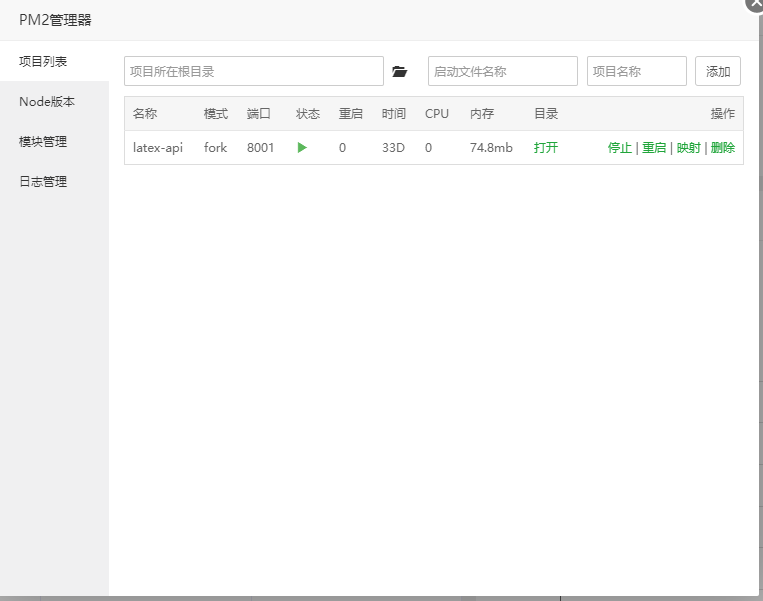 PM2管理器
项目列表
Node版本
模块管理
日志管理
项目所在根目录 启动文件名称 项目名称 添加
名称 模式 端口 状态 重启 时间 CPU 内存 目录 操作
latex-api fork 8001 0 33D 0 74.8mb 打开 停止 | 重启 | 映射 | 删除